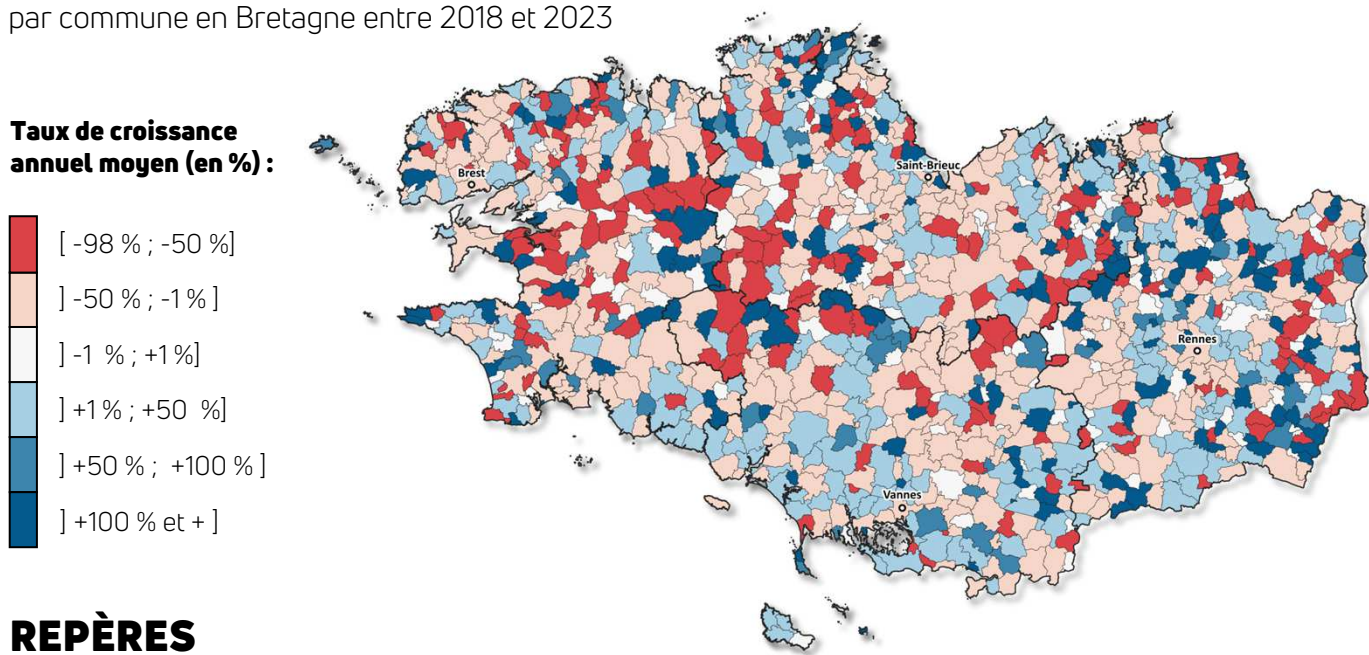 par commune en Bretagne entre 2018 et 2023
Taux de croissance
annuel moyen (en %) :
[ -98 % ; -50 %]
] -50 % ; -1 % ]
] -1 % ; +1 %]
] +1 % ; +50 %]
] +50 % ; +100 % ]
] +100 % et + ]
Brest
Saint-Brieuc
Rennes
Vannes
REPÈRES